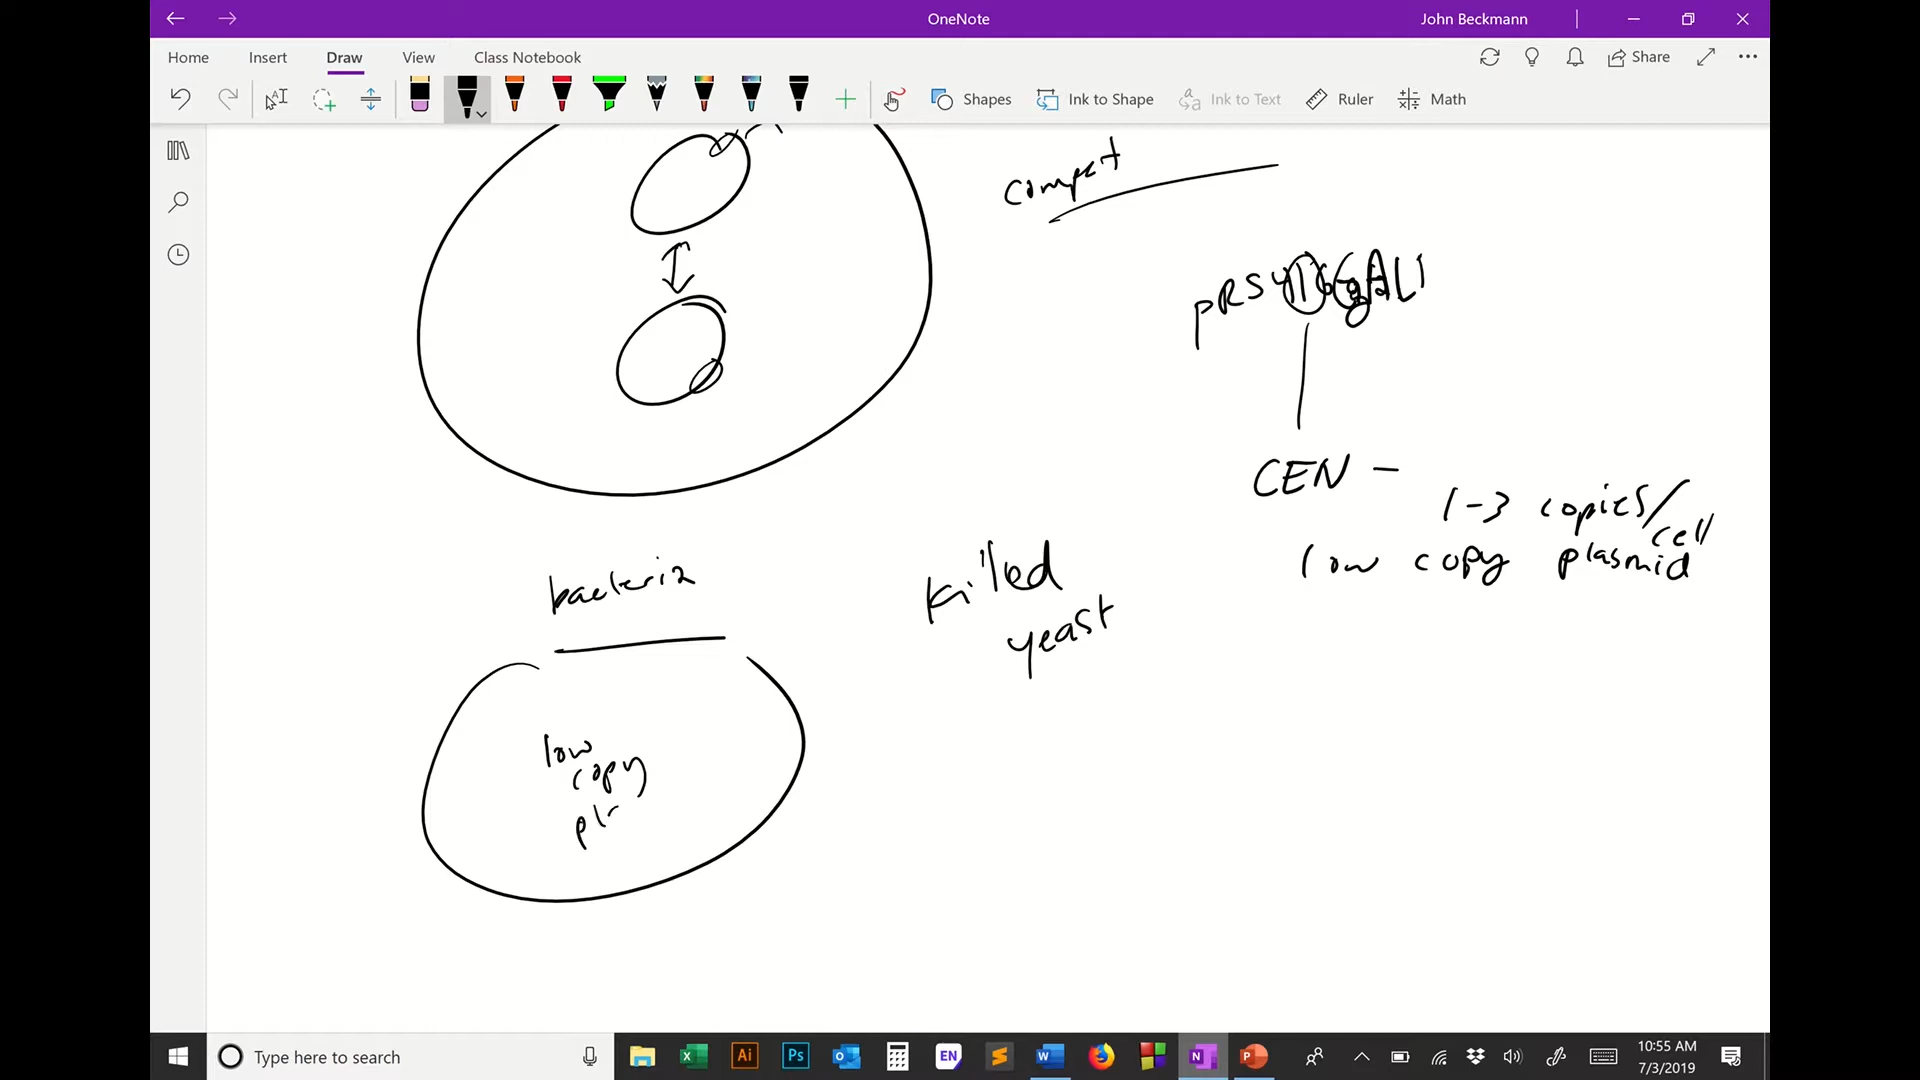 OneNote
John Beckmann
Home Insert Draw View Class Notebook
Share
Shapes Ink to Shape Ink to Text Ruler Math
CEN -
1-3 copies/
cell
low copy plasmid
bacteria
killed
yeast
low
copy
Type here to search
10:55 AM
7/3/2019